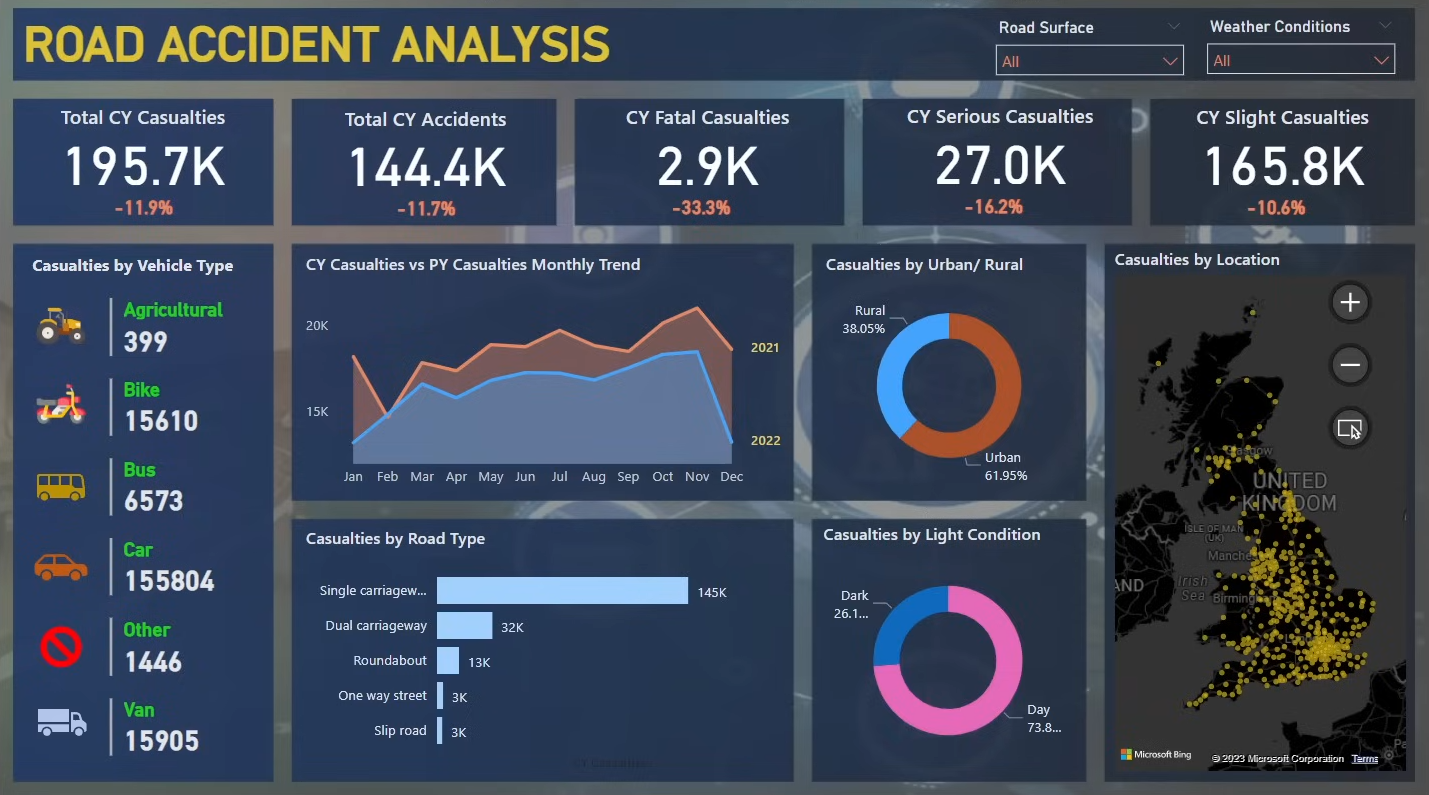 ROAD ACCIDENT ANALYSIS
Road Surface
All
Weather Conditions
All
Total CY Casualties
195.7K
-11.9%
Total CY Accidents
144.4K
-11.7%
CY Fatal Casualties
2.9K
-33.3%
CY Serious Casualties
27.0K
-16.2%
CY Slight Casualties
165.8K
-10.6%
Casualties by Vehicle Type
Agricultural
399
Bike
15610
Bus
6573
Car
155804
Other
1446
Van
15905
CY Casualties vs PY Casualties Monthly Trend
20K
15K
2021
2022
Jan Feb Mar Apr May Jun Jul Aug Sep Oct Nov Dec
Casualties by Road Type
Single carriagew... 145K
Dual carriageway 32K
Roundabout 13K
One way street 3K
Slip road 3K
CY Casualties
Casualties by Urban/ Rural
Rural
38.05%
Urban
61.95%
Casualties by Light Condition
Dark
26.1...
Day
73.8...
Casualties by Location
Glasgow
UNITED
KINGDOM
ISLE OF MAN
(UK)
Manche
Irish
Sea
AND
Birming
Pa
Microsoft Bing
© 2023 Microsoft Corporation Terms